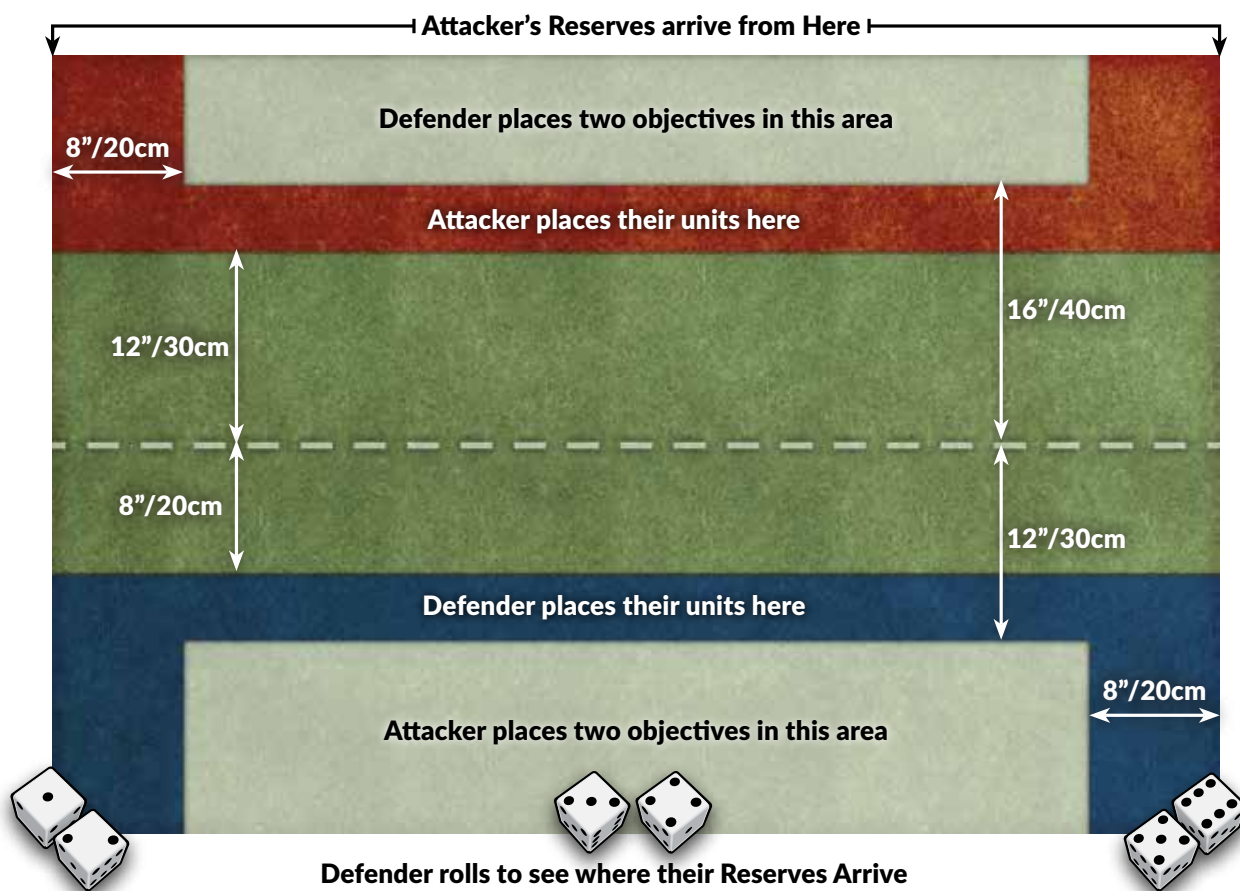 Attacker’s Reserves arrive from Here
Defender places two objectives in this area
8”/20cm
Attacker places their units here
16”/40cm
12”/30cm
8”/20cm
12”/30cm
Defender places their units here
8”/20cm
Attacker places two objectives in this area
Defender rolls to see where their Reserves Arrive